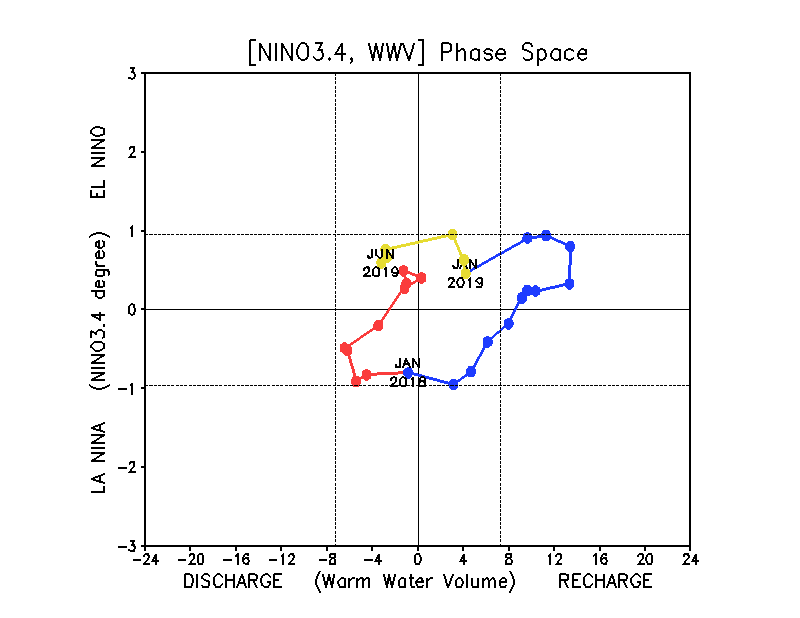 [NINO3.4, WWV] Phase Space
3
2
1
0
-1
-2
-3
EL NINO
(NINO3.4 degree)
LA NINA
JUN
2019
JAN
2019
JAN
2018
-24 -20 -16 -12 -8 -4 0 4 8 12 16 20 24
DISCHARGE (Warm Water Volume) RECHARGE